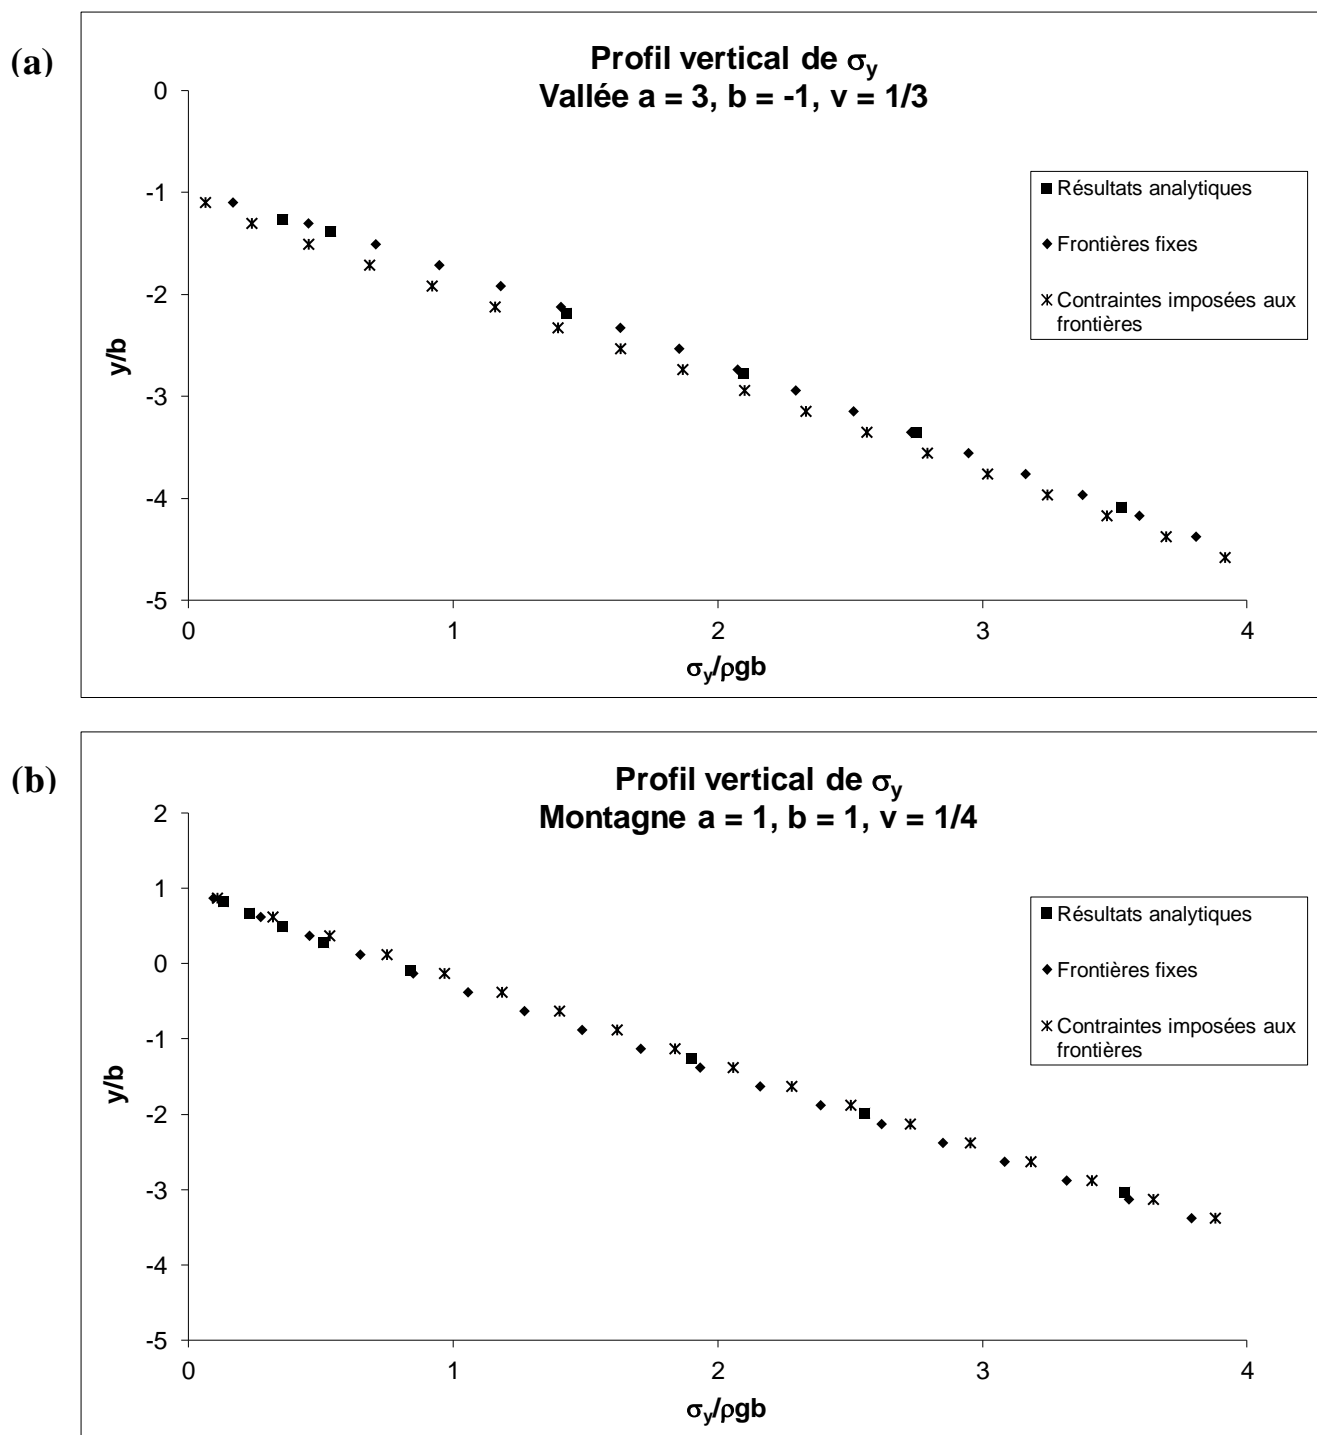 (a)
Profil vertical de σy
Vallée a = 3, b = -1, ν = 1/3
0
-1
-2
-3
-4
-5
y/b
0 1 2 3 4
σy/ρgb
Résultats analytiques
Frontières fixes
Contraintes imposées aux
frontières
(b)
Profil vertical de σy
Montagne a = 1, b = 1, ν = 1/4
2
1
0
-1
-2
-3
-4
-5
y/b
0 1 2 3 4
σy/ρgb
Résultats analytiques
Frontières fixes
Contraintes imposées aux
frontières